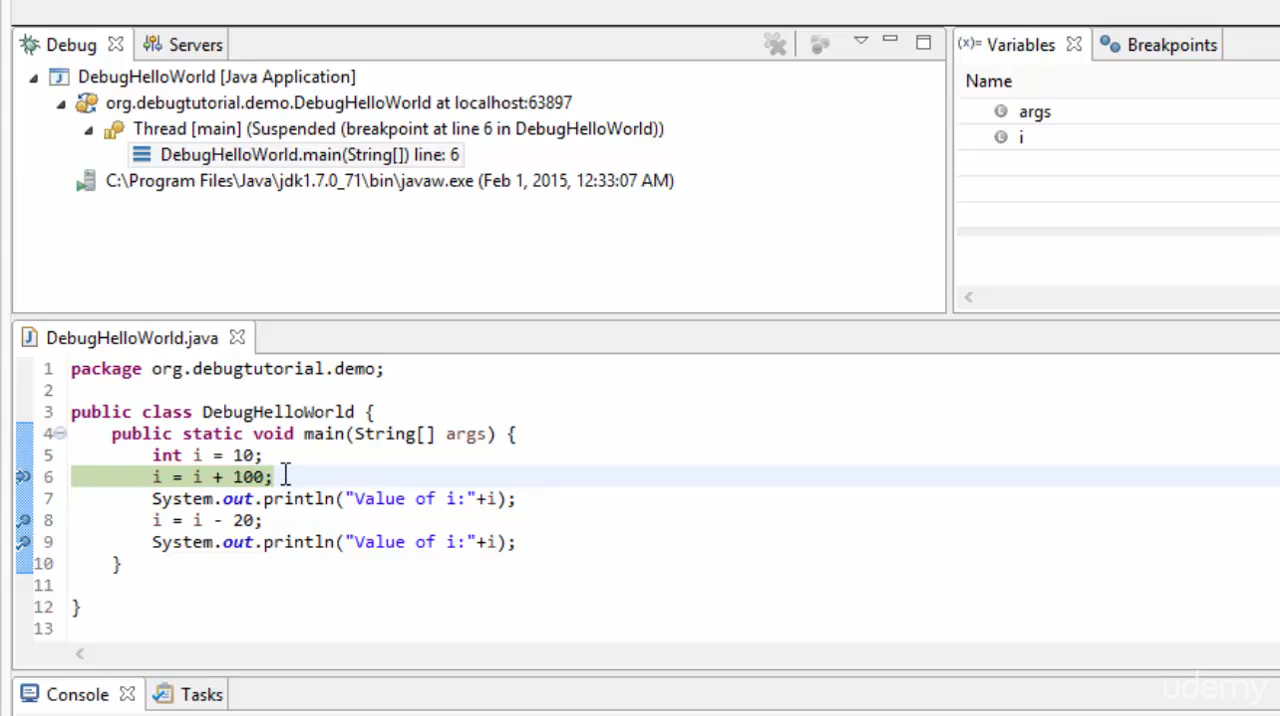 Debug Servers
(x)= Variables Breakpoints
DebugHelloWorld [Java Application]
org.debugtutorial.demo.DebugHelloWorld at localhost:63897
Thread [main] (Suspended (breakpoint at line 6 in DebugHelloWorld))
DebugHelloWorld.main(String[]) line: 6
C:\Program Files\Java\jdk1.7.0_71\bin\javaw.exe (Feb 1, 2015, 12:33:07 AM)
Name
args
i
DebugHelloWorld.java
1 package org.debugtutorial.demo;
2
3 public class DebugHelloWorld {
4 public static void main(String[] args) {
5 int i = 10;
6 i = i + 100;
7 System.out.println("Value of i:"+i);
8 i = i - 20;
9 System.out.println("Value of i:"+i);
10 }
11
12 }
13
Console Tasks
udemy